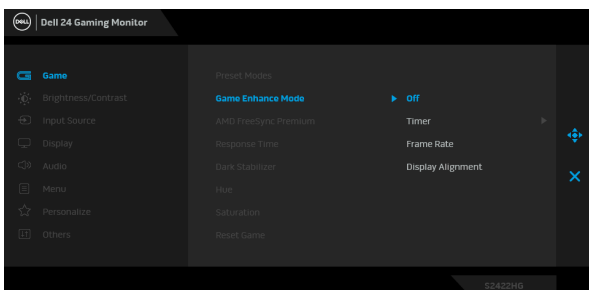 DELL Dell 24 Gaming Monitor
Game
Preset Modes
Brightness/Contrast
Game Enhance Mode
Off
Input Source
AMD FreeSync Premium
Timer
Display
Response Time
Frame Rate
Audio
Dark Stabilizer
Display Alignment
Menu
Hue
Personalize
Saturation
Others
Reset Game
S2422HG